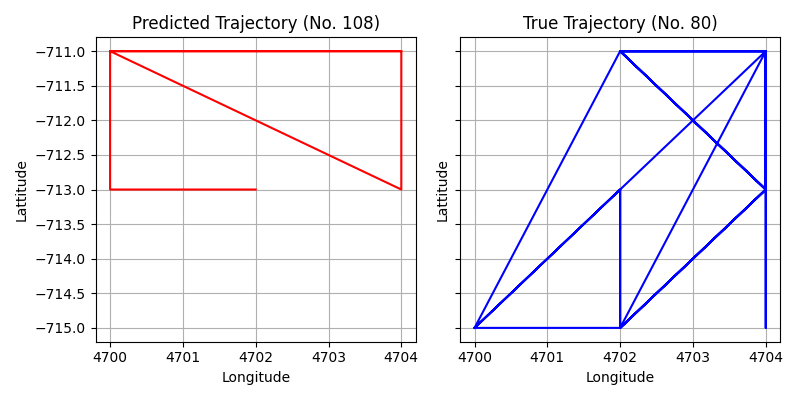 Predicted Trajectory (No. 108)
True Trajectory (No. 80)
Lattitude
−711.0
−711.5
−712.0
−712.5
−713.0
−713.5
−714.0
−714.5
−715.0
Lattitude
4700 4701 4702 4703 4704
4700 4701 4702 4703 4704
Longitude
Longitude